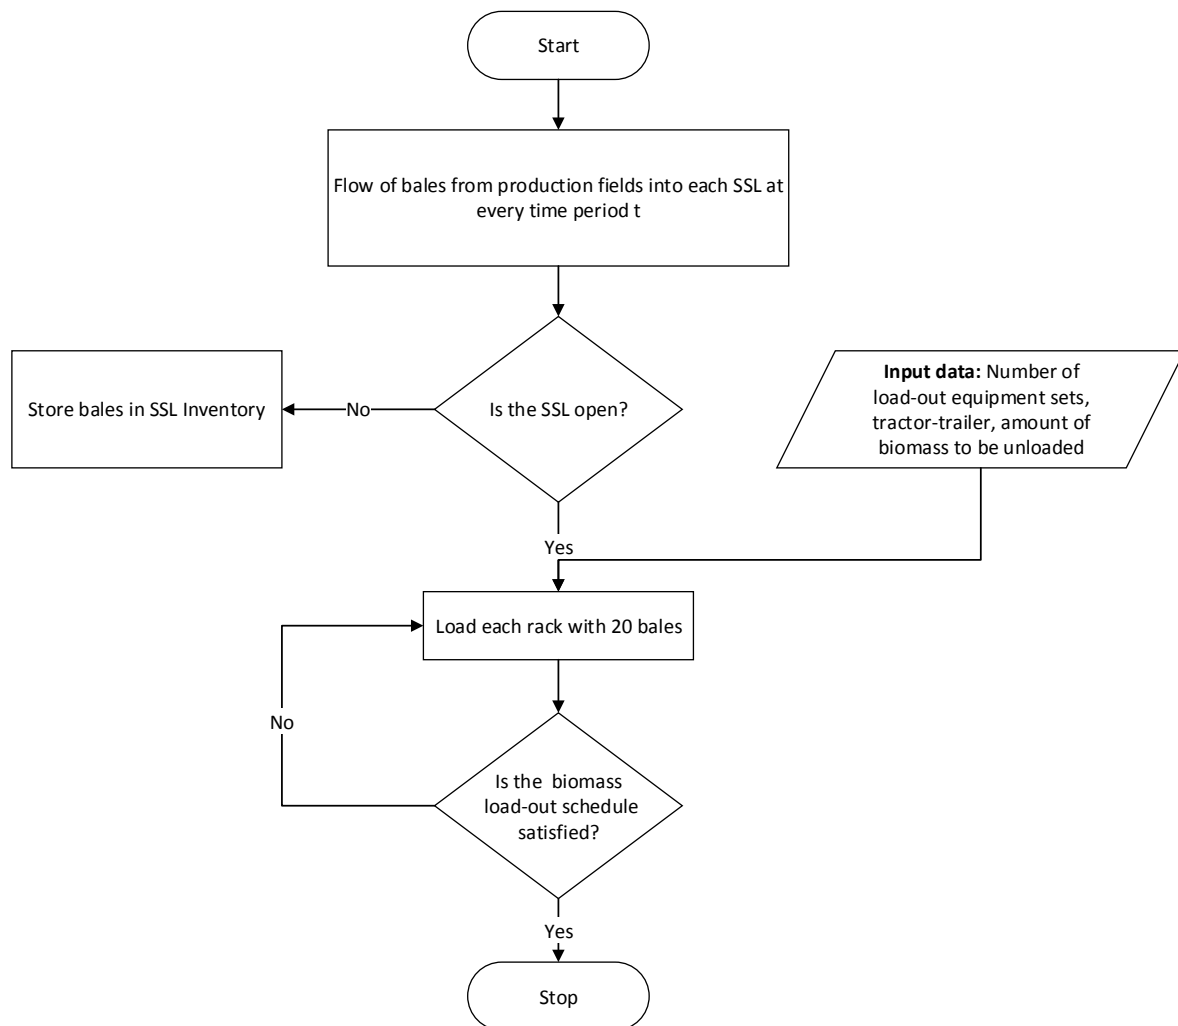 Start
Flow of bales from production fields into each SSL at
every time period t
Store bales in SSL Inventory
No
Is the SSL open?
Input data: Number of
load-out equipment sets,
tractor-trailer, amount of
biomass to be unloaded
Yes
Load each rack with 20 bales
No
Is the biomass
load-out schedule
satisfied?
Yes
Stop